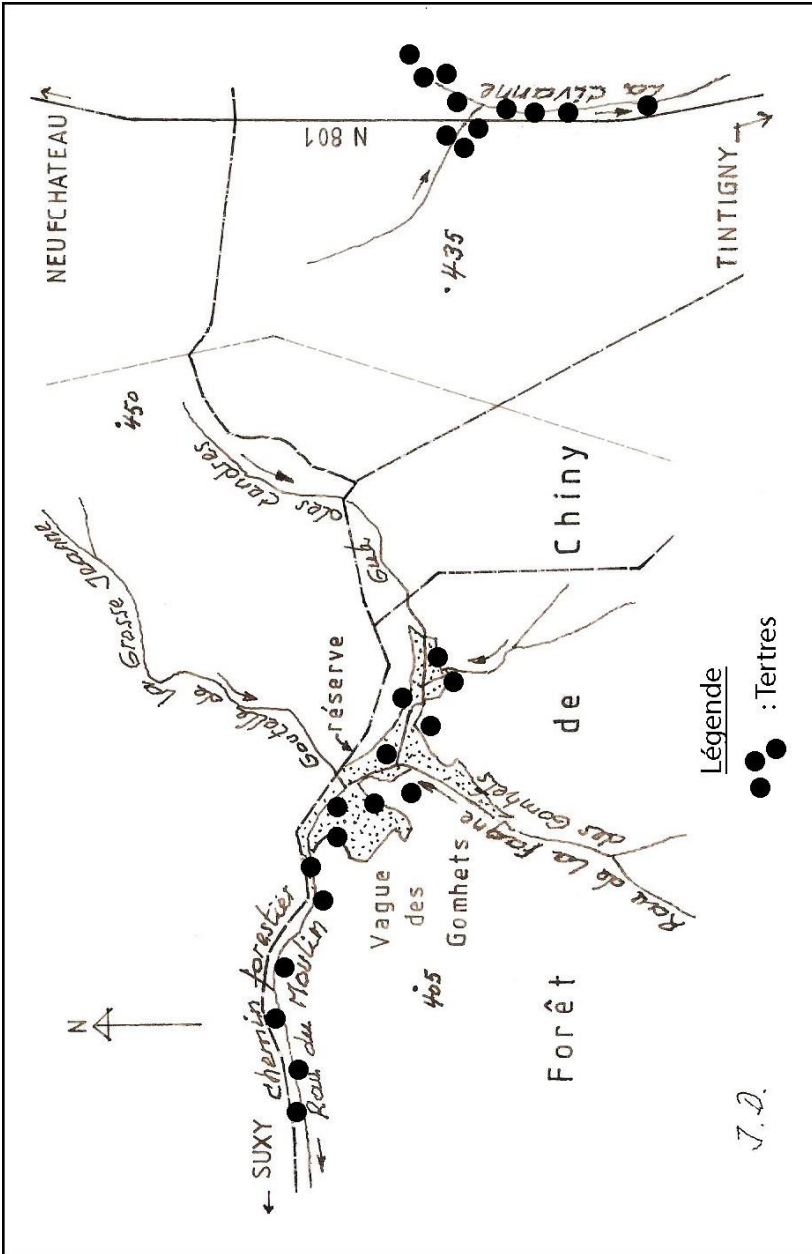 NEUFCHATEAU
N 801
La Civanne
TINTIGNY
.435
.450
des cendres
Gué
Goutelle de la Grosse Jeanne
réserve
N
← SUXY
chemin forestier
Rau du Moulin
Vague
des
Gomhets
.405
Rau de la Fagne des Gomhets
Forêt
de
Chiny
Légende
: Tertres
J.D.